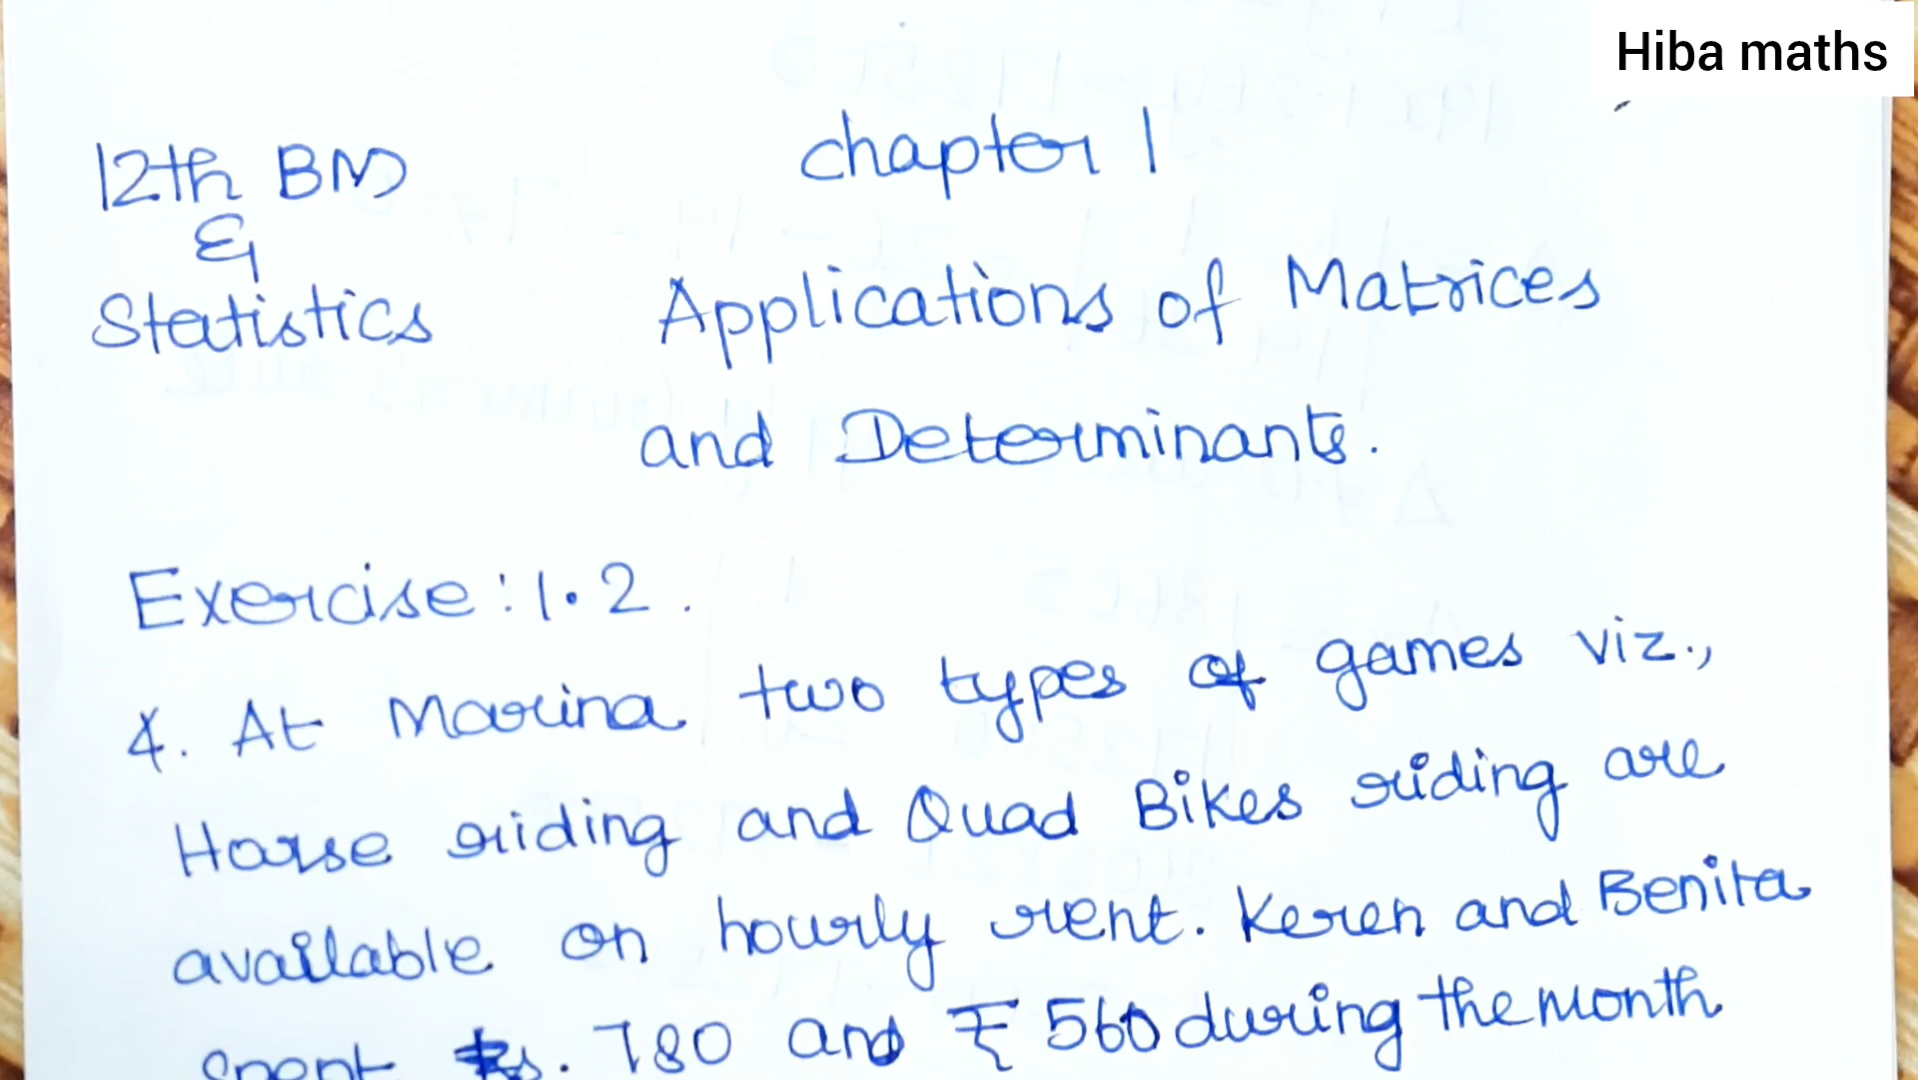 Hiba maths
12th BM
&
Statistics
chapter 1
Applications of Matrices
and Determinants.
Exercise : 1.2.
4. At Marina two types of games viz.,
Horse riding and Quad Bikes riding are
available on hourly rent. Keren and Benita
spent Rs. 780 and ₹ 560 during the month